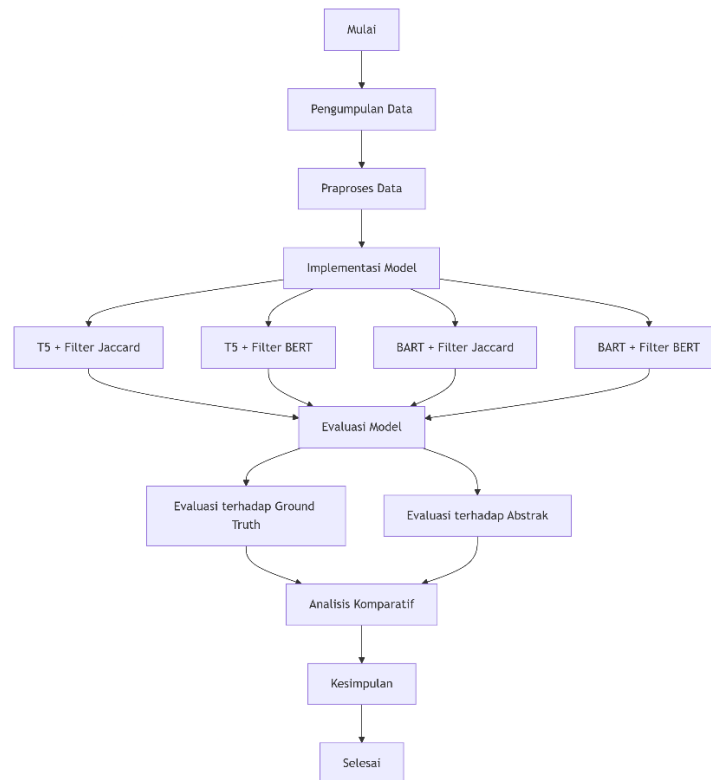 Mulai
Pengumpulan Data
Praproses Data
Implementasi Model
T5 + Filter Jaccard
T5 + Filter BERT
BART + Filter Jaccard
BART + Filter BERT
Evaluasi Model
Evaluasi terhadap Ground
Truth
Evaluasi terhadap Abstrak
Analisis Komparatif
Kesimpulan
Selesai